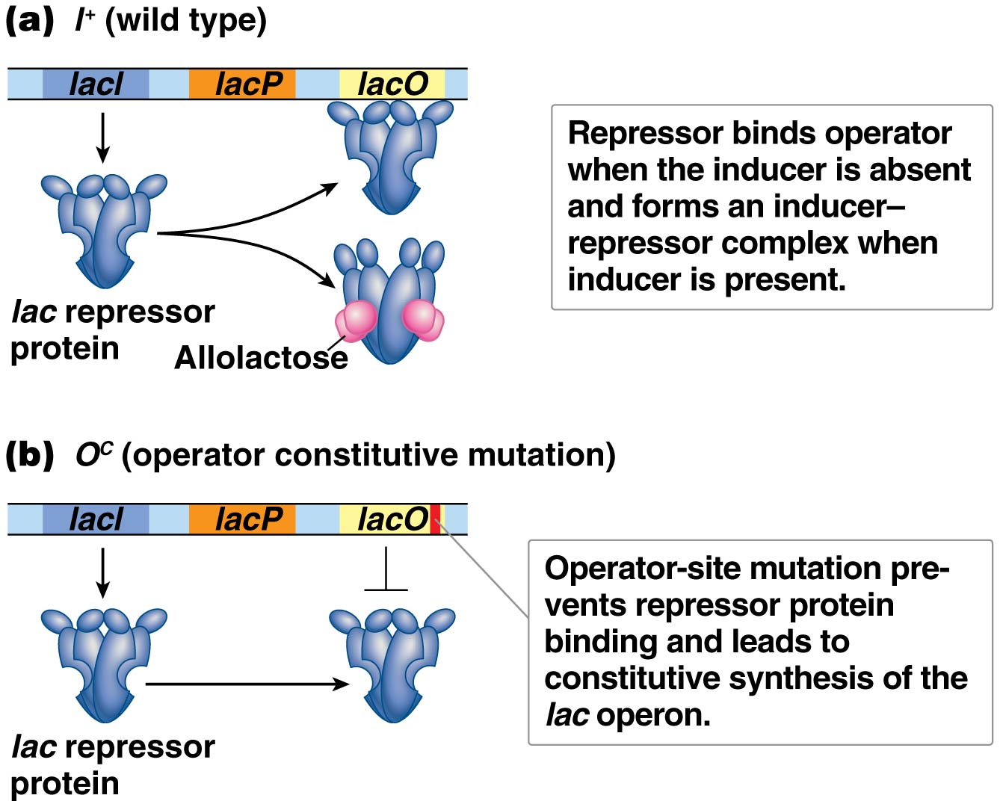 (a) I⁺ (wild type)
lacI lacP lacO
Repressor binds operator
when the inducer is absent
and forms an inducer–
repressor complex when
inducer is present.
lac repressor
protein
Allolactose
(b) Oᶜ (operator constitutive mutation)
lacI lacP lacO
Operator-site mutation pre-
vents repressor protein
binding and leads to
constitutive synthesis of the
lac operon.
lac repressor
protein